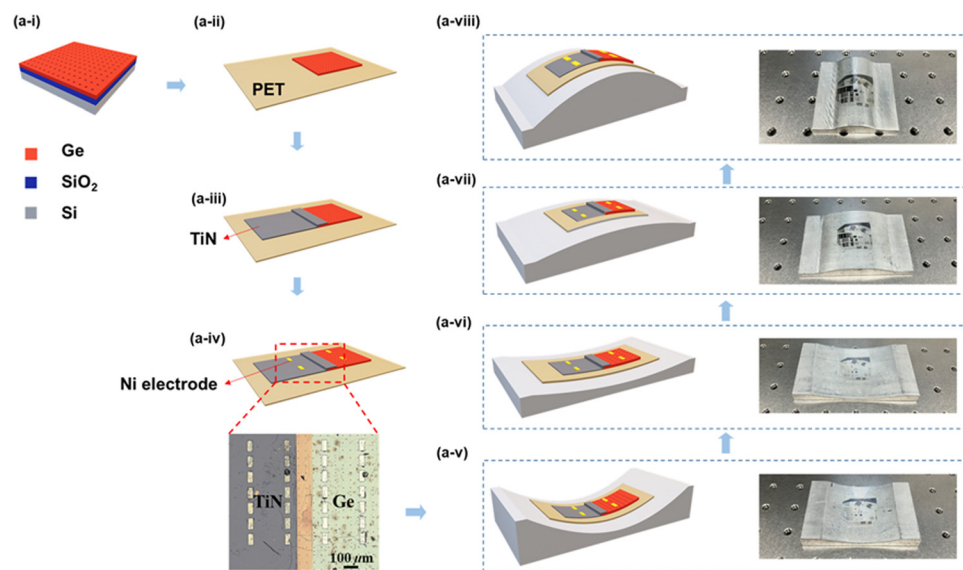 (a-i)
(a-ii)
(a-viii)
PET
Ge
SiO₂
Si
(a-iii)
TiN
(a-vii)
(a-iv)
Ni electrode
(a-vi)
(a-v)
TiN
Ge
100 μm